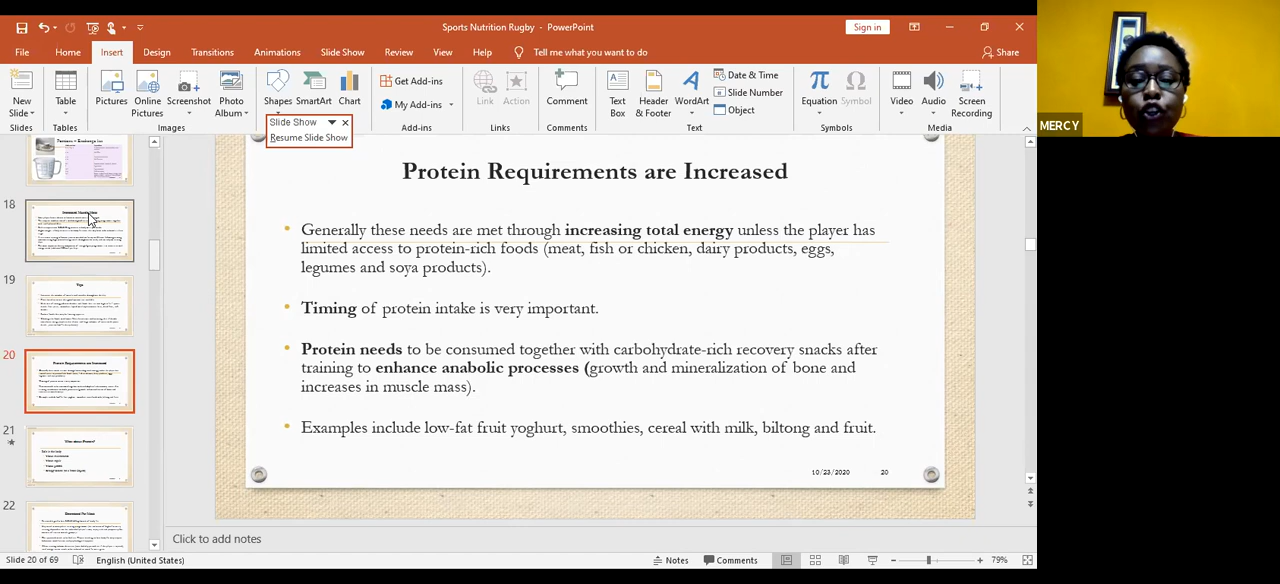 Sports Nutrition Rugby - PowerPoint
Sign in
File Home Insert Design Transitions Animations Slide Show Review View Help Tell me what you want to do Share
New Slide
Slides
Table
Tables
Pictures
Online Pictures
Screenshot
Photo Album
Images
Shapes
SmartArt
Chart
Get Add-ins
My Add-ins
Add-ins
Link
Action
Links
Comment
Comments
Text Box
Header & Footer
WordArt
Date & Time
Slide Number
Object
Text
Equation
Symbol
Symbols
Video
Audio
Screen Recording
Media
Slide Show
Resume Slide Show
MERCY
18
19
Tips
20
Protein Requirements are Increased
21
22
Protein Requirements are Increased
• Generally these needs are met through increasing total energy unless the player has
limited access to protein-rich foods (meat, fish or chicken, dairy products, eggs,
legumes and soya products).
• Timing of protein intake is very important.
• Protein needs to be consumed together with carbohydrate-rich recovery snacks after
training to enhance anabolic processes (growth and mineralization of bone and
increases in muscle mass).
• Examples include low-fat fruit yoghurt, smoothies, cereal with milk, biltong and fruit.
10/23/2020 20
Click to add notes
Slide 20 of 69 English (United States) Notes Comments 79%